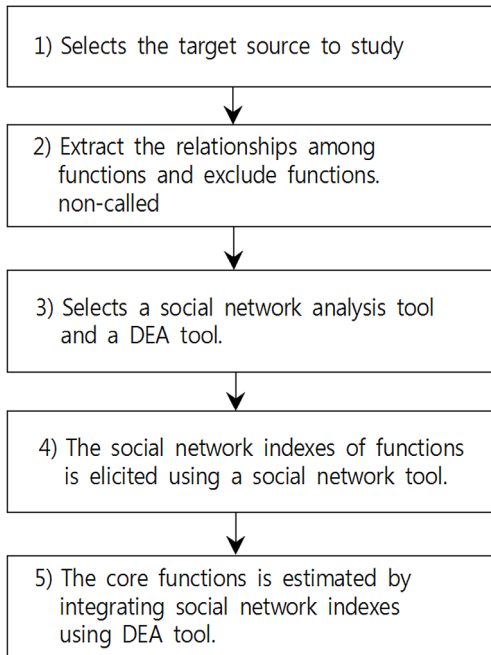 1) Selects the target source to study
2) Extract the relationships among
functions and exclude functions.
non-called
3) Selects a social network analysis tool
and a DEA tool.
4) The social network indexes of functions
is elicited using a social network tool.
5) The core functions is estimated by
integrating social network indexes
using DEA tool.